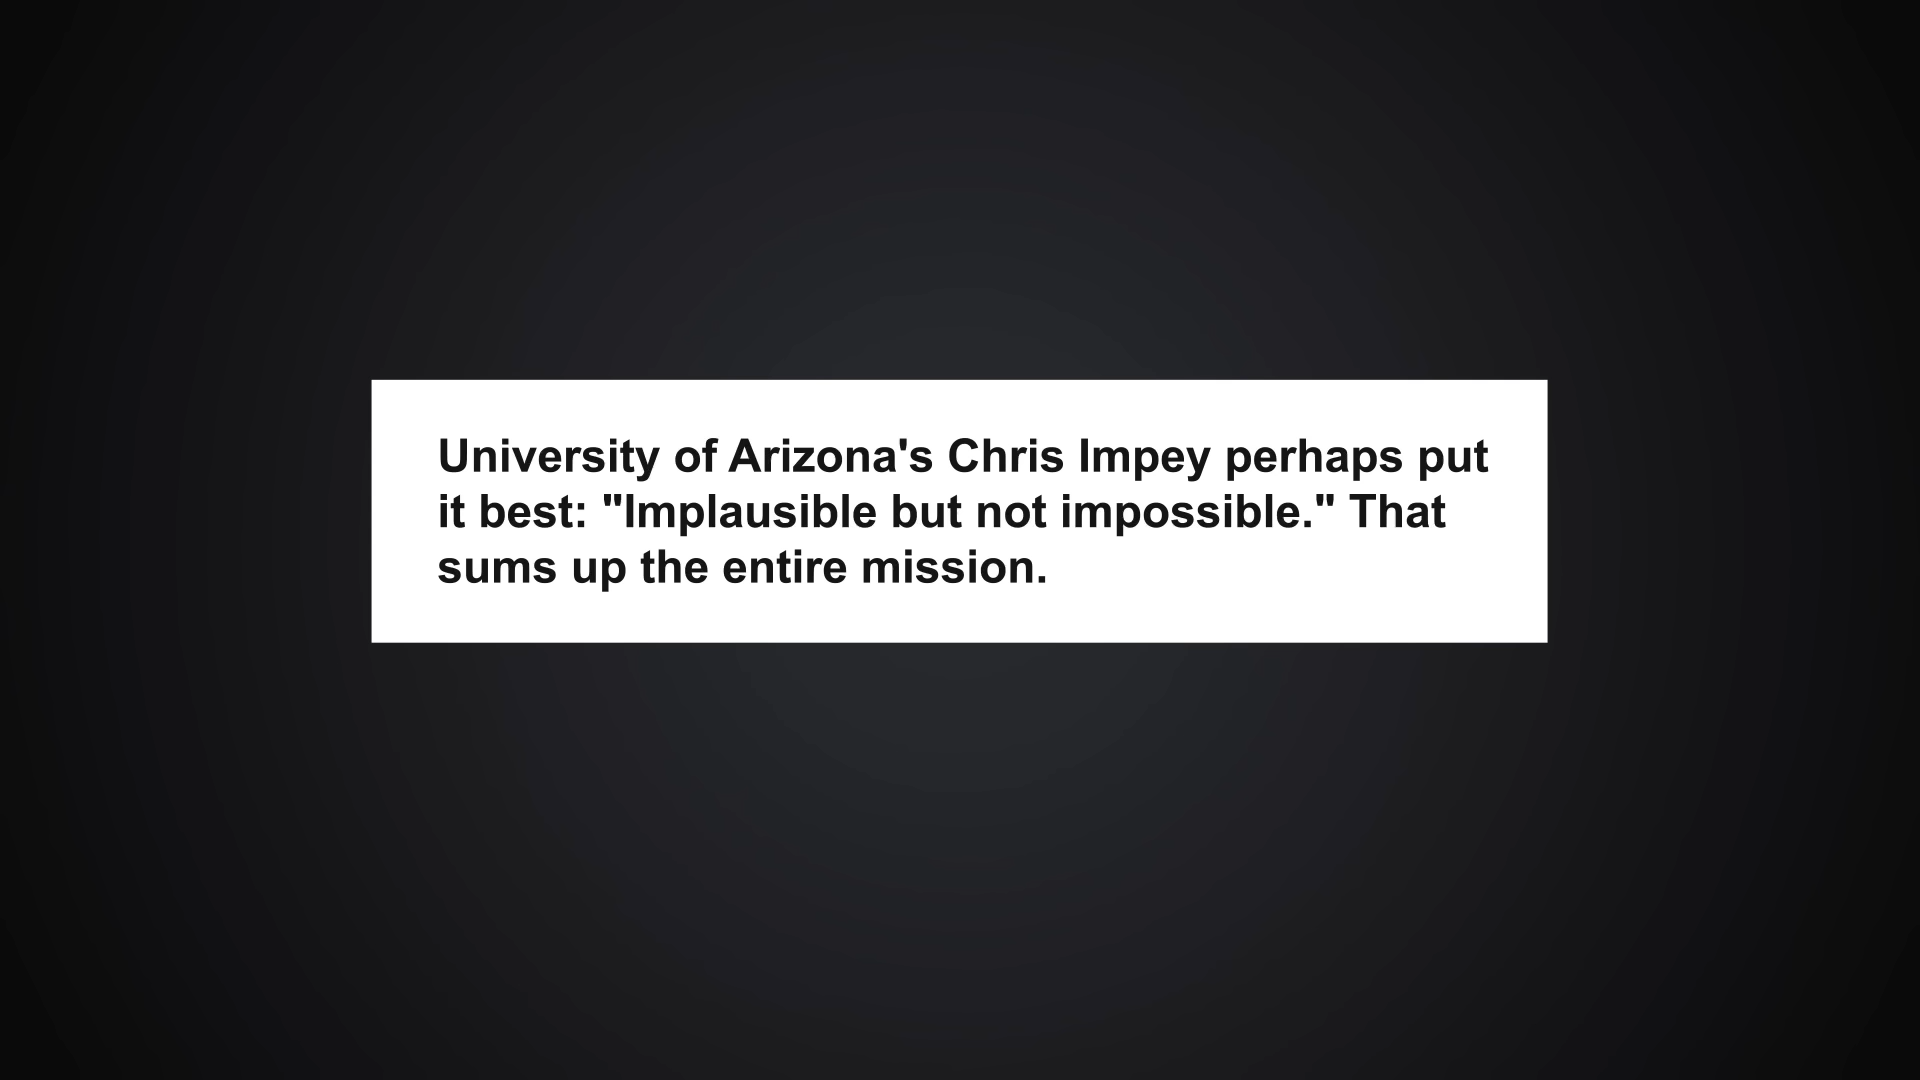 University of Arizona's Chris Impey perhaps put
it best: "Implausible but not impossible." That
sums up the entire mission.